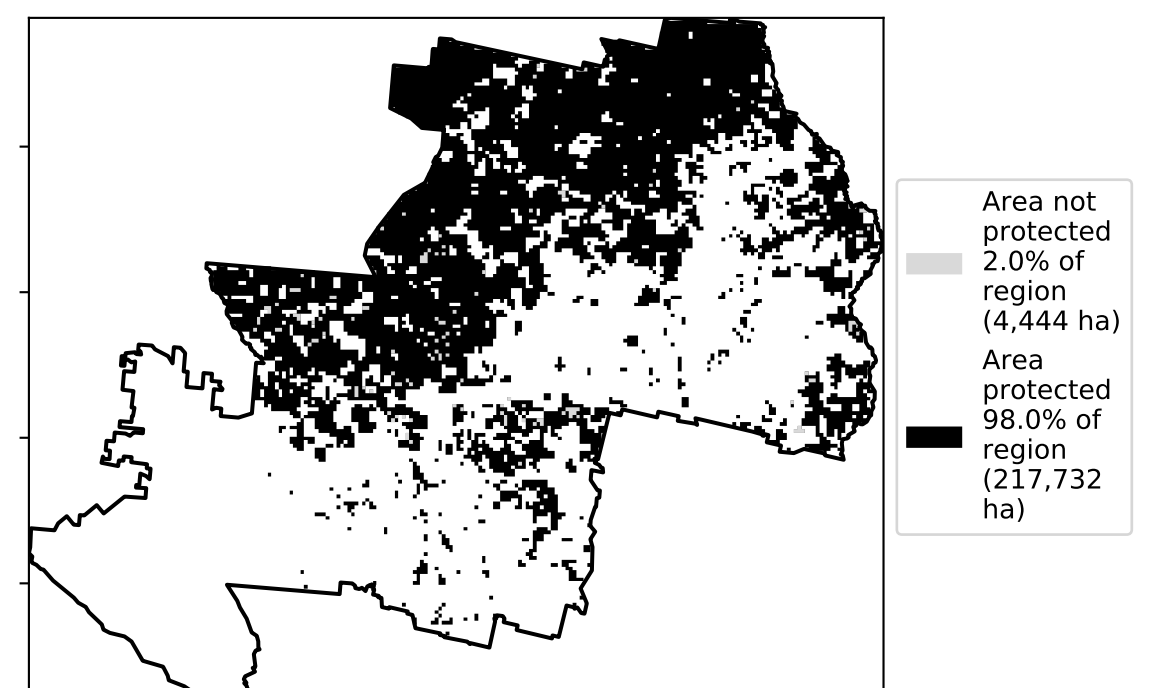 Area not
protected
2.0% of
region
(4,444 ha)
Area
protected
98.0% of
region
(217,732
ha)